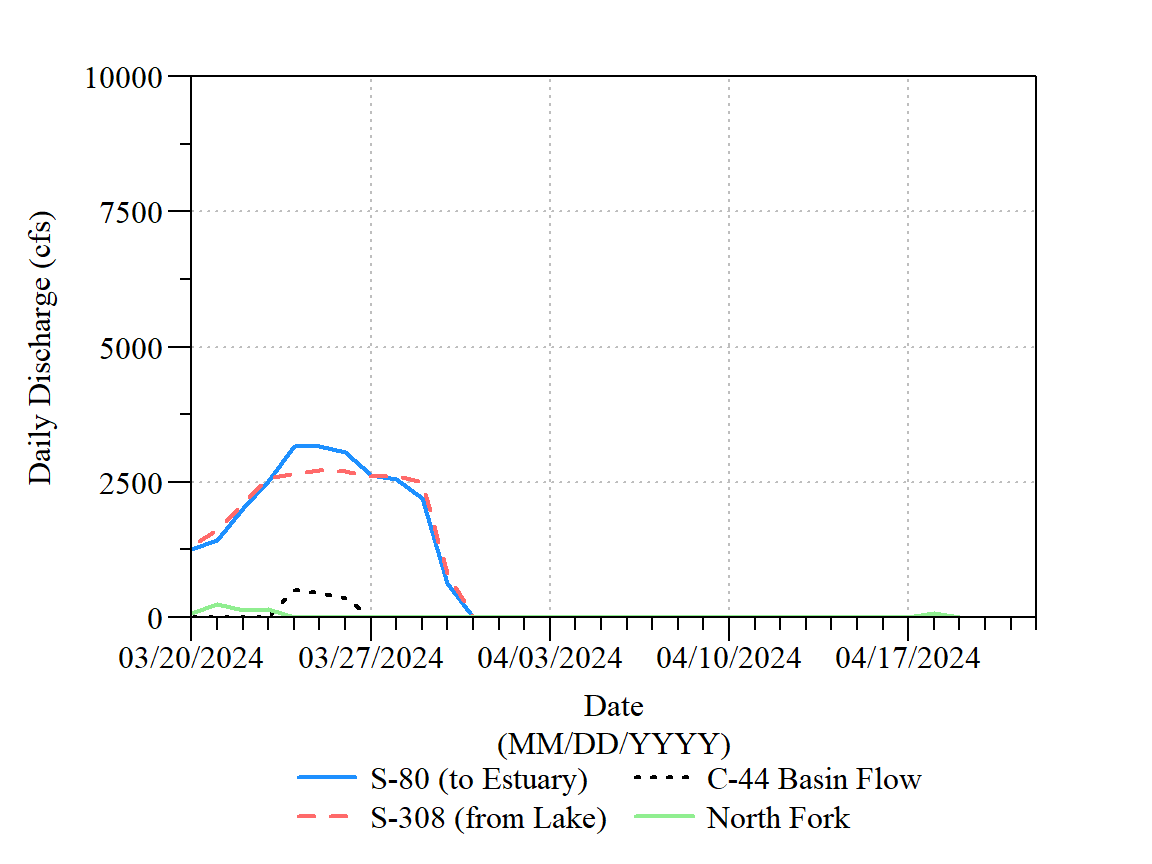 10000
7500
5000
2500
0
Daily Discharge (cfs)
03/20/2024 03/27/2024 04/03/2024 04/10/2024 04/17/2024
Date
(MM/DD/YYYY)
S-80 (to Estuary) C-44 Basin Flow
S-308 (from Lake) North Fork